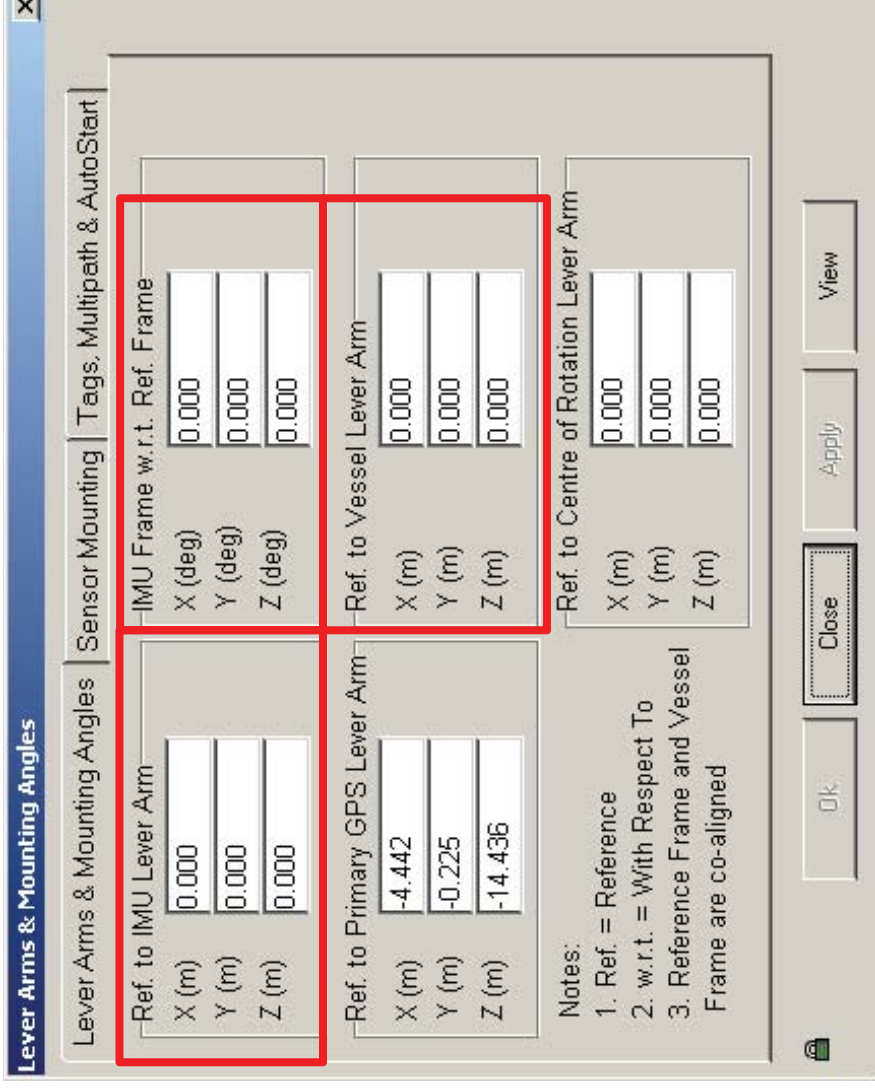 Lever Arms & Mounting Angles
Lever Arms & Mounting Angles
Sensor Mounting
Tags, Multipath & AutoStart
Ref. to IMU Lever Arm
X (m) 0.000
Y (m) 0.000
Z (m) 0.000
IMU Frame w.r.t. Ref. Frame
X (deg) 0.000
Y (deg) 0.000
Z (deg) 0.000
Ref. to Primary GPS Lever Arm
X (m) -4.442
Y (m) -0.225
Z (m) -14.436
Ref. to Vessel Lever Arm
X (m) 0.000
Y (m) 0.000
Z (m) 0.000
Notes:
1. Ref. = Reference
2. w.r.t. = With Respect To
3. Reference Frame and Vessel
Frame are co-aligned
Ref. to Centre of Rotation Lever Arm
X (m) 0.000
Y (m) 0.000
Z (m) 0.000
Ok
Close
Apply
View